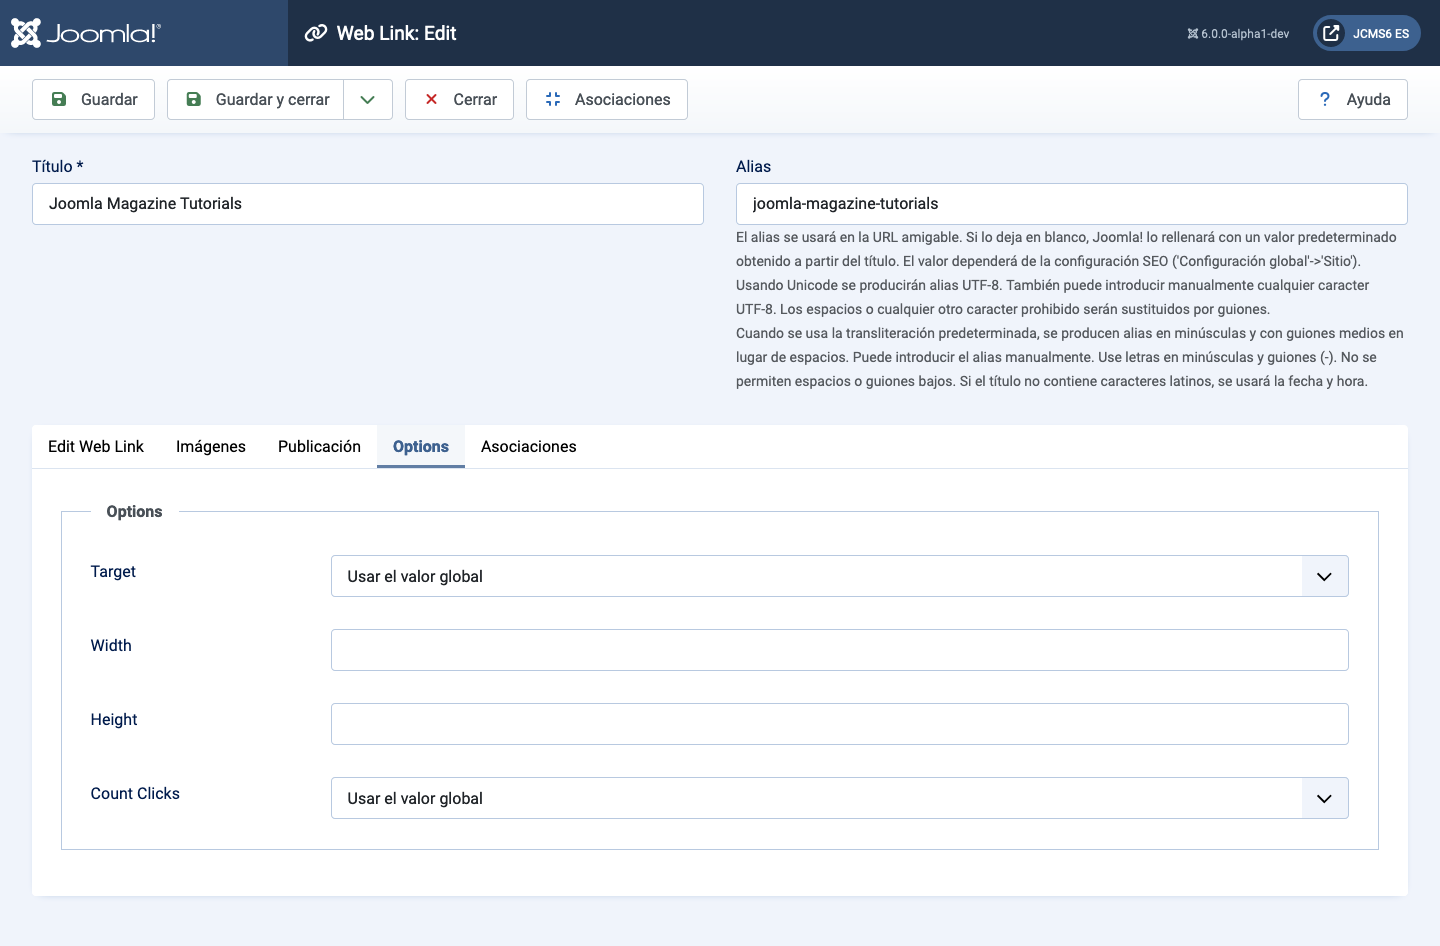 Joomla!®
Web Link: Edit
6.0.0-alpha1-dev
JCMS6 ES
Guardar
Guardar y cerrar
Cerrar
Asociaciones
? Ayuda
Título *
Joomla Magazine Tutorials
Alias
joomla-magazine-tutorials
El alias se usará en la URL amigable. Si lo deja en blanco, Joomla! lo rellenará con un valor predeterminado
obtenido a partir del título. El valor dependerá de la configuración SEO ('Configuración global'->'Sitio').
Usando Unicode se producirán alias UTF-8. También puede introducir manualmente cualquier caracter
UTF-8. Los espacios o cualquier otro caracter prohibido serán sustituidos por guiones.
Cuando se usa la transliteración predeterminada, se producen alias en minúsculas y con guiones medios en
lugar de espacios. Puede introducir el alias manualmente. Use letras en minúsculas y guiones (-). No se
permiten espacios o guiones bajos. Si el título no contiene caracteres latinos, se usará la fecha y hora.
Edit Web Link
Imágenes
Publicación
Options
Asociaciones
Options
Target
Usar el valor global
Width
Height
Count Clicks
Usar el valor global